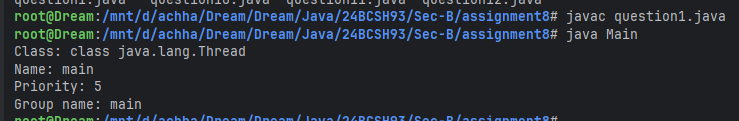 question1.java question10.java question11.java question12.java
root@Dream:/mnt/d/achha/Dream/Dream/Java/24BCSH93/Sec-B/assignment8# javac question1.java
root@Dream:/mnt/d/achha/Dream/Dream/Java/24BCSH93/Sec-B/assignment8# java Main
Class: class java.lang.Thread
Name: main
Priority: 5
Group name: main
root@Dream:/mnt/d/achha/Dream/Dream/Java/24BCSH93/Sec-B/assignment8#